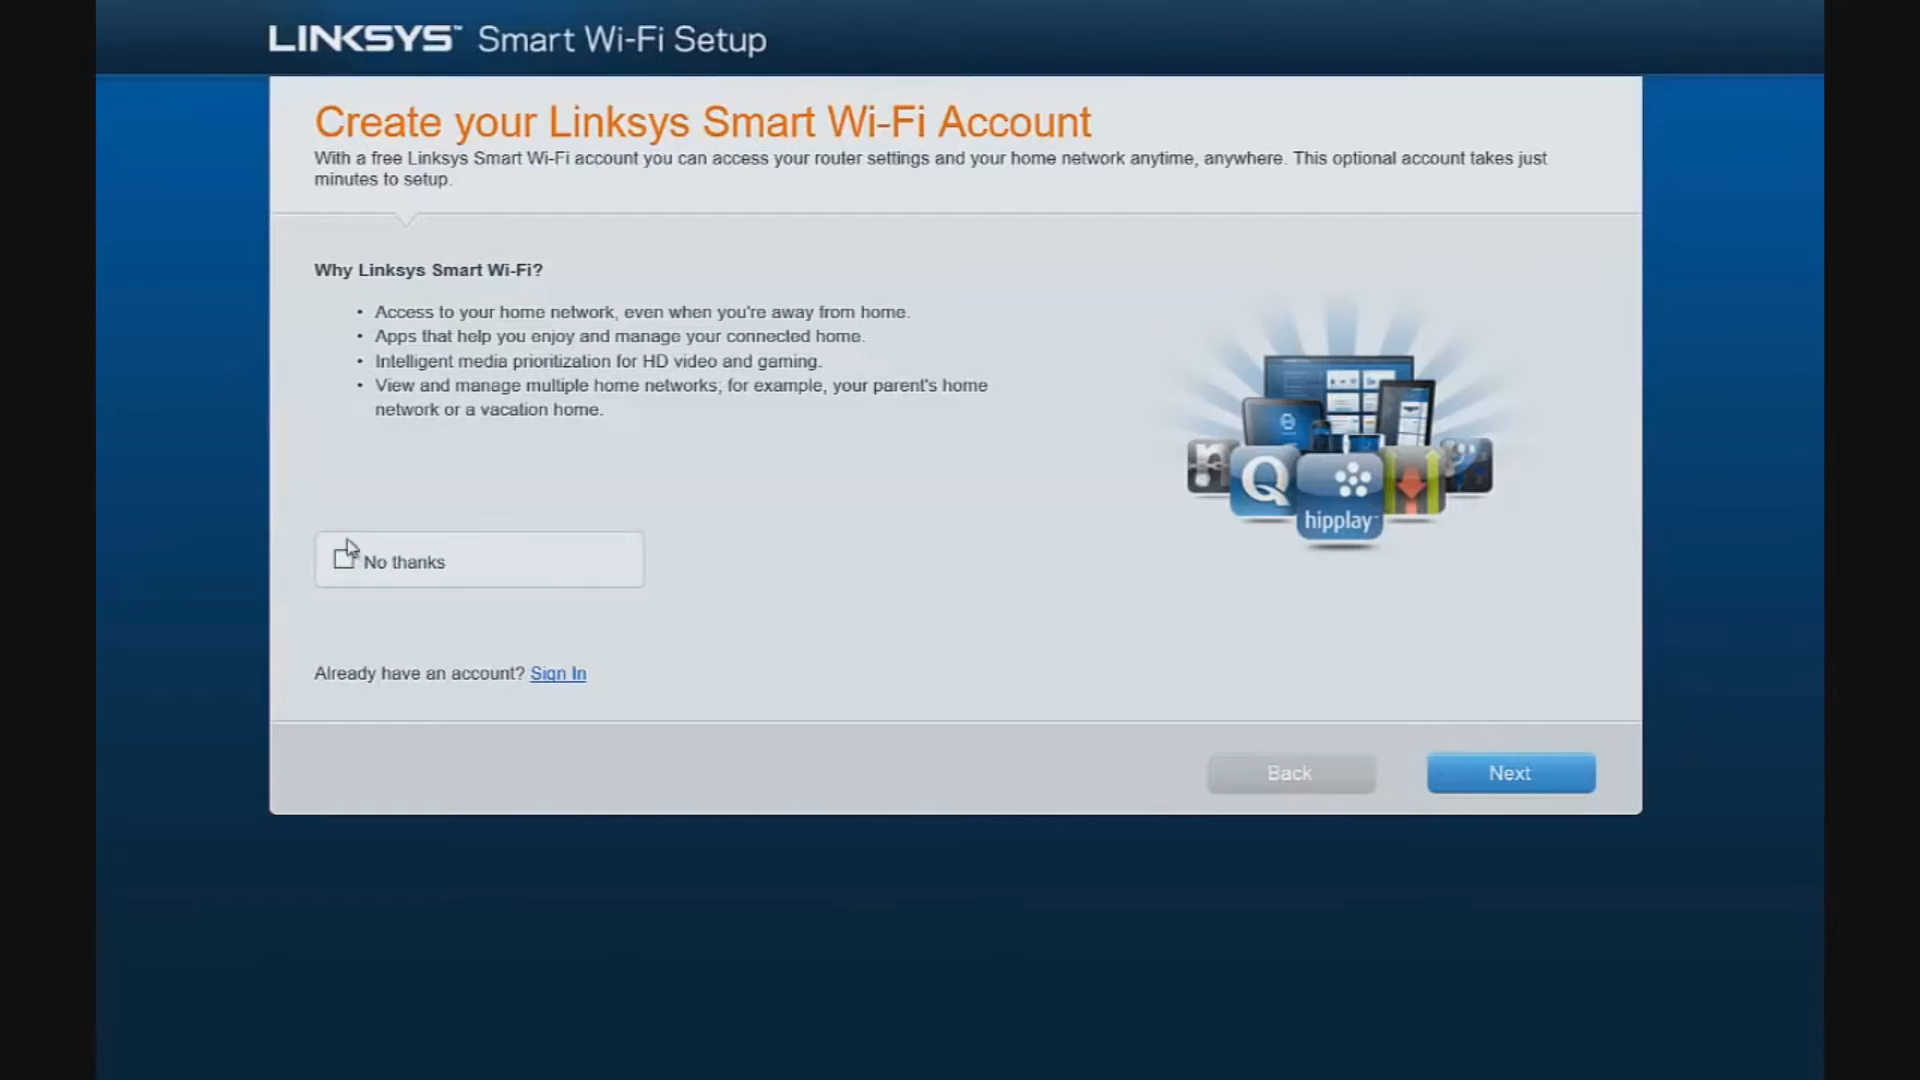 LINKSYS™ Smart Wi-Fi Setup
Create your Linksys Smart Wi-Fi Account
With a free Linksys Smart Wi-Fi account you can access your router settings and your home network anytime, anywhere. This optional account takes just
minutes to setup.
Why Linksys Smart Wi-Fi?
• Access to your home network, even when you're away from home.
• Apps that help you enjoy and manage your connected home.
• Intelligent media prioritization for HD video and gaming.
• View and manage multiple home networks; for example, your parent's home
network or a vacation home.
n
Q
hipplay™
No thanks
Already have an account? Sign In
Back
Next